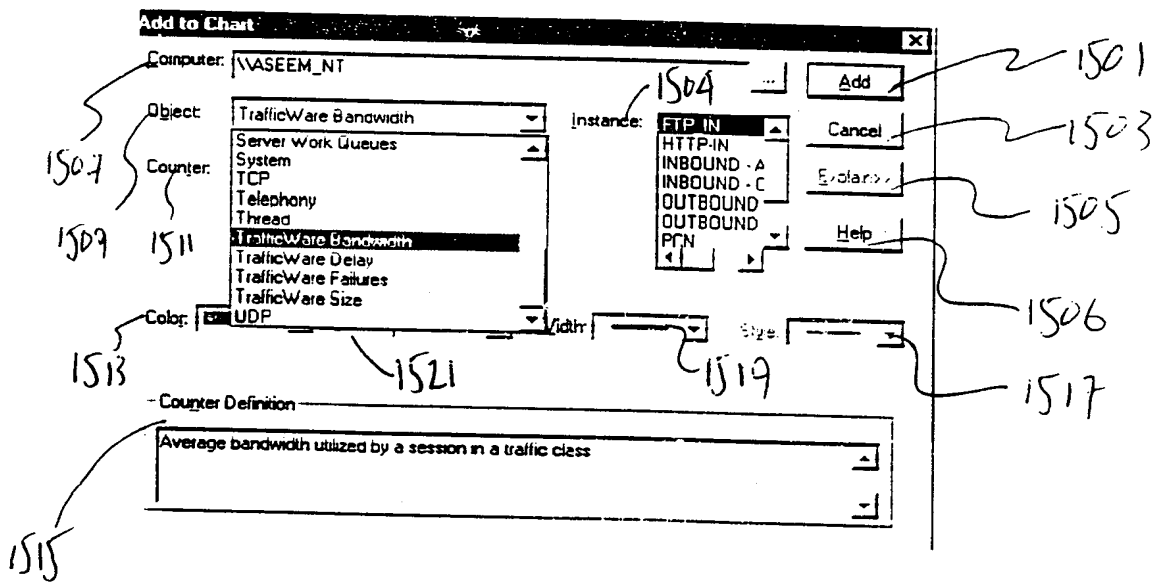 Add to Chart
Computer: \\ASEEM_NT
... Add
1501
1504
Object: TrafficWare Bandwidth
Instance: FTP-IN
Cancel
1503
Server Work Queues
HTTP-IN
1507
Counter:
System
INBOUND - A
TCP
INBOUND - C
Explain>>
Telephony
OUTBOUND
1505
Thread
OUTBOUND
Help
1509
1511
TrafficWare Bandwidth
PCN
TrafficWare Delay
TrafficWare Failures
TrafficWare Size
1506
Color:
UDP
Width:
Style:
1513
1521
1519
1517
Counter Definition
Average bandwidth utilized by a session in a traffic class
1515